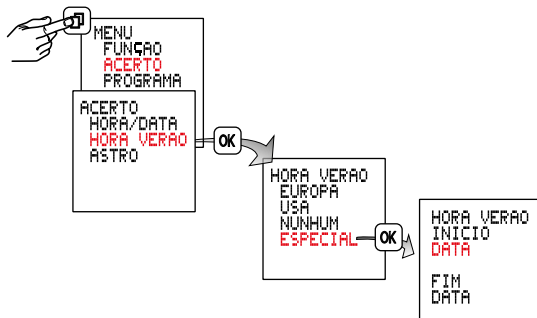 MENU
FUNÇAO
ACERTO
PROGRAMA
ACERTO
HORA/DATA
HORA VERAO
ASTRO
OK
HORA VERAO
EUROPA
USA
NUNHUM
ESPECIAL
OK
HORA VERAO
INICIO
DATA
FIM
DATA